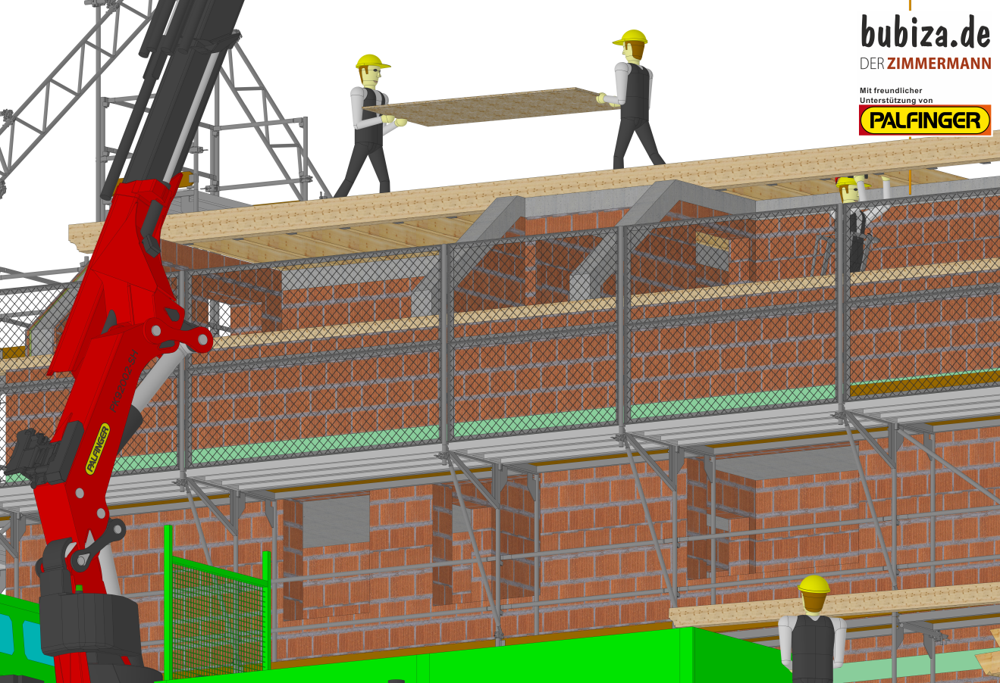 bubiza.de
DER ZIMMERMANN
Mit freundlicher
Unterstützung von
PALFINGER
PALFINGER